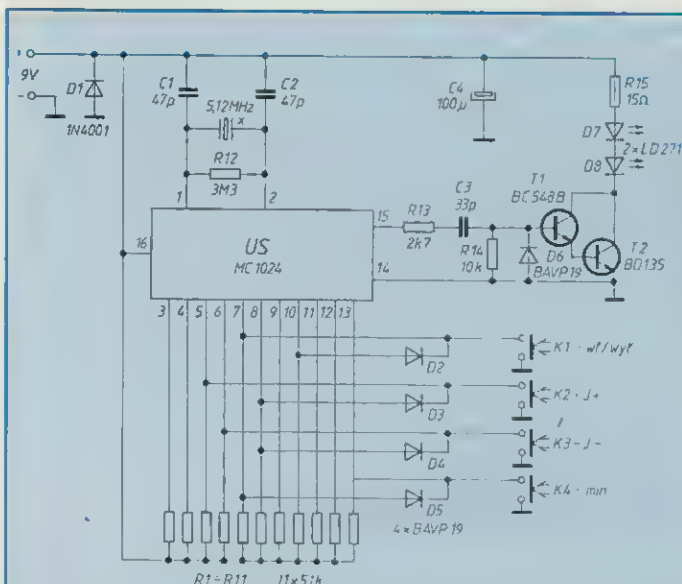 +
9V
-
D1
1N4001
C1
47p
C2
47p
5,12MHz
x
R12
3M3
C4
100µ
R15
15Ω
D7
2×LD271
D8
1
2
US
MC1024
16
15
14
R13
2k7
C3
33p
R14
10k
T1
BC548B
D6
BAVP19
T2
BD135
3 4 5 6 7 8 9 10 11 12 13
D2
K1 - wł/wył
D3
K2 - J+
D4
K3 - J-
D5
K4 - min
4×BAVP19
R1÷R11 11×51k